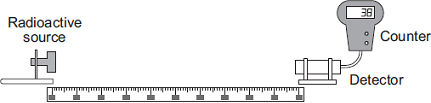 Radioactive
source
38
Counter
Detector